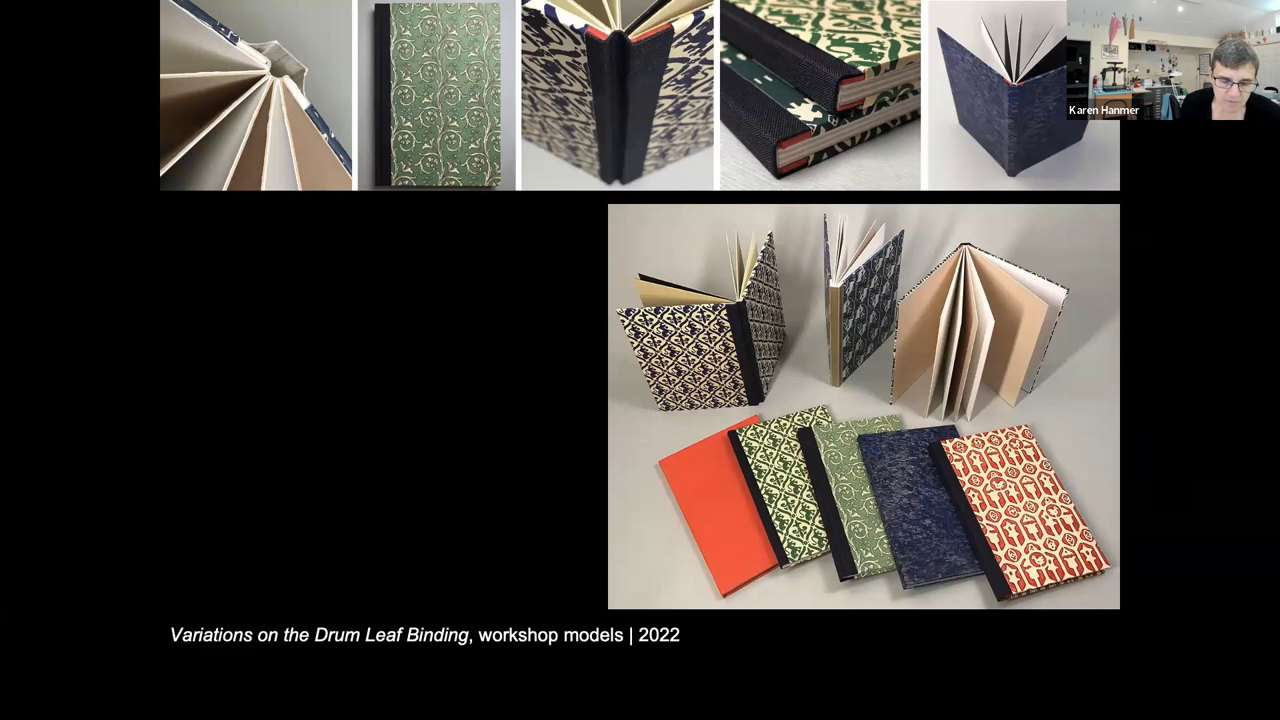 Karen Hanmer
Variations on the Drum Leaf Binding, workshop models | 2022